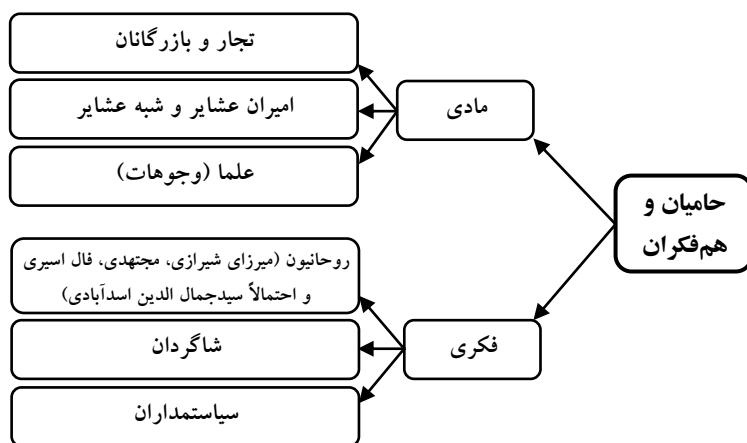 حامیان و
هم‌فکران
مادی
تجار و بازرگانان
امیران عشایر و شبه عشایر
علما (وجوهات)
فکری
روحانیون (میرزای شیرازی، مجتهدی، فال اسیری
و احتمالاً سیدجمال الدین اسدآبادی)
شاگردان
سیاستمداران